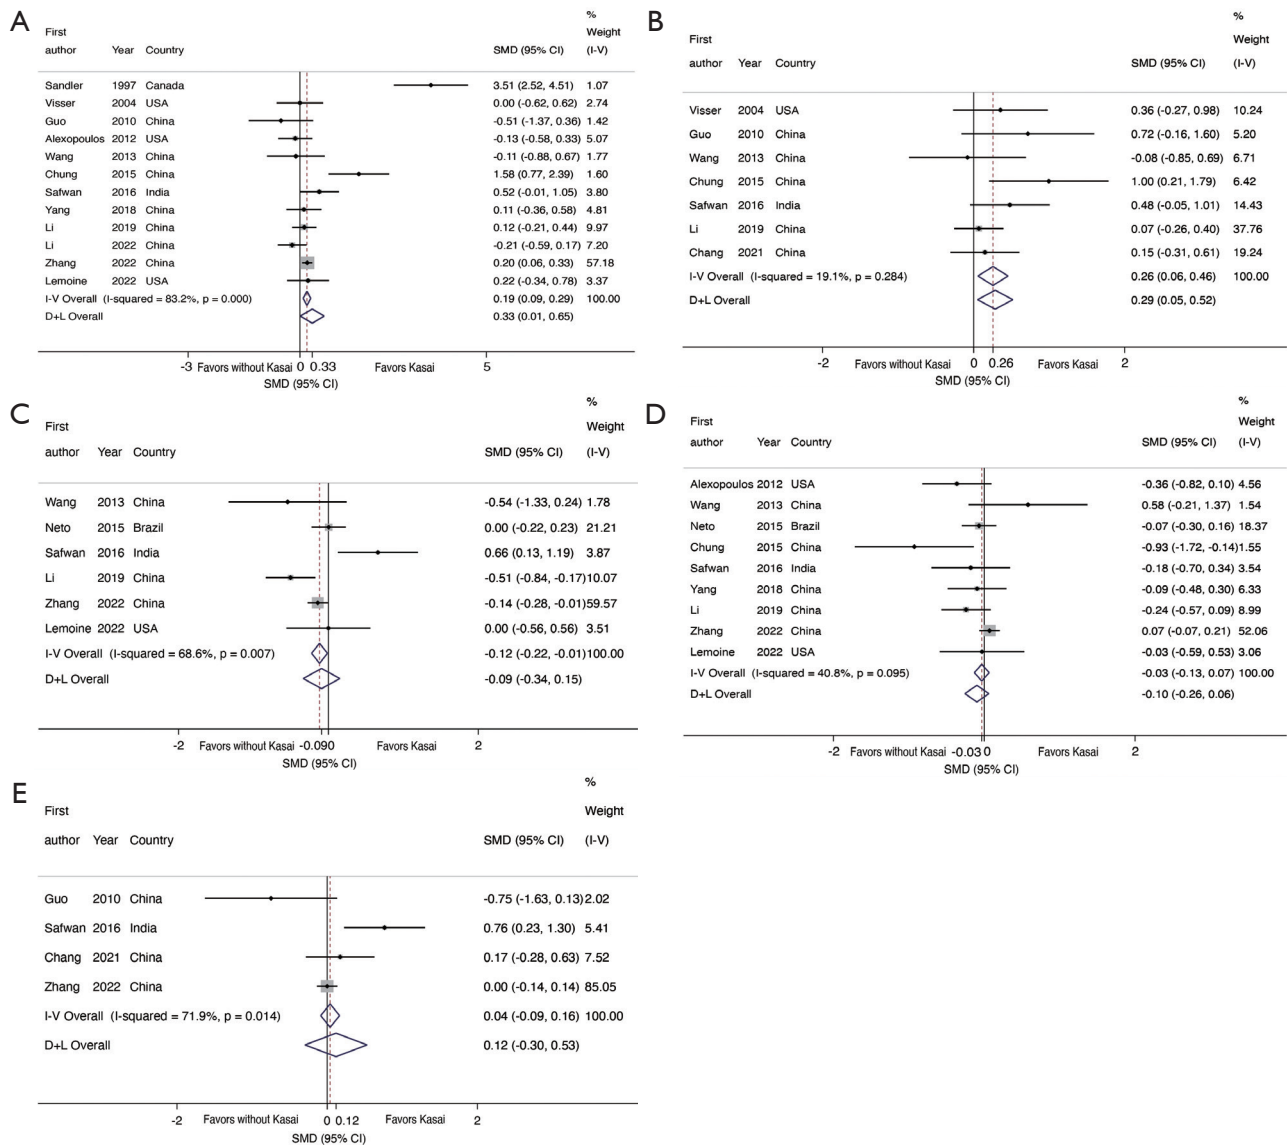 A
%
First Weight
author Year Country SMD (95% CI) (I-V)
Sandler 1997 Canada 3.51 (2.52, 4.51) 1.07
Visser 2004 USA 0.00 (-0.62, 0.62) 2.74
Guo 2010 China -0.51 (-1.37, 0.36) 1.42
Alexopoulos 2012 USA -0.13 (-0.58, 0.33) 5.07
Wang 2013 China -0.11 (-0.88, 0.67) 1.77
Chung 2015 China 1.58 (0.77, 2.39) 1.60
Safwan 2016 India 0.52 (-0.01, 1.05) 3.80
Yang 2018 China 0.11 (-0.36, 0.58) 4.81
Li 2019 China 0.12 (-0.21, 0.44) 9.97
Li 2022 China -0.21 (-0.59, 0.17) 7.20
Zhang 2022 China 0.20 (0.06, 0.33) 57.18
Lemoine 2022 USA 0.22 (-0.34, 0.78) 3.37
I-V Overall (I-squared = 83.2%, p = 0.000) 0.19 (0.09, 0.29) 100.00
D+L Overall 0.33 (0.01, 0.65)
-3 Favors without Kasai 0 0.33 Favors Kasai 5
SMD (95% CI)
B
%
First Weight
author Year Country SMD (95% CI) (I-V)
Visser 2004 USA 0.36 (-0.27, 0.98) 10.24
Guo 2010 China 0.72 (-0.16, 1.60) 5.20
Wang 2013 China -0.08 (-0.85, 0.69) 6.71
Chung 2015 China 1.00 (0.21, 1.79) 6.42
Safwan 2016 India 0.48 (-0.05, 1.01) 14.43
Li 2019 China 0.07 (-0.26, 0.40) 37.76
Chang 2021 China 0.15 (-0.31, 0.61) 19.24
I-V Overall (I-squared = 19.1%, p = 0.284) 0.26 (0.06, 0.46) 100.00
D+L Overall 0.29 (0.05, 0.52)
-2 Favors without Kasai 0 0.26 Favors Kasai 2
SMD (95% CI)
C
%
First Weight
author Year Country SMD (95% CI) (I-V)
Wang 2013 China -0.54 (-1.33, 0.24) 1.78
Neto 2015 Brazil 0.00 (-0.22, 0.23) 21.21
Safwan 2016 India 0.66 (0.13, 1.19) 3.87
Li 2019 China -0.51 (-0.84, -0.17) 10.07
Zhang 2022 China -0.14 (-0.28, -0.01) 59.57
Lemoine 2022 USA 0.00 (-0.56, 0.56) 3.51
I-V Overall (I-squared = 68.6%, p = 0.007) -0.12 (-0.22, -0.01) 100.00
D+L Overall -0.09 (-0.34, 0.15)
-2 Favors without Kasai -0.090 Favors Kasai 2
SMD (95% CI)
D
%
First Weight
author Year Country SMD (95% CI) (I-V)
Alexopoulos 2012 USA -0.36 (-0.82, 0.10) 4.56
Wang 2013 China 0.58 (-0.21, 1.37) 1.54
Neto 2015 Brazil -0.07 (-0.30, 0.16) 18.37
Chung 2015 China -0.93 (-1.72, -0.14) 1.55
Safwan 2016 India -0.18 (-0.70, 0.34) 3.54
Yang 2018 China -0.09 (-0.48, 0.30) 6.33
Li 2019 China -0.24 (-0.57, 0.09) 8.99
Zhang 2022 China 0.07 (-0.07, 0.21) 52.06
Lemoine 2022 USA -0.03 (-0.59, 0.53) 3.06
I-V Overall (I-squared = 40.8%, p = 0.095) -0.03 (-0.13, 0.07) 100.00
D+L Overall -0.10 (-0.26, 0.06)
-2 Favors without Kasai -0.03 0 Favors Kasai 2
SMD (95% CI)
E
%
First Weight
author Year Country SMD (95% CI) (I-V)
Guo 2010 China -0.75 (-1.63, 0.13) 2.02
Safwan 2016 India 0.76 (0.23, 1.30) 5.41
Chang 2021 China 0.17 (-0.28, 0.63) 7.52
Zhang 2022 China 0.00 (-0.14, 0.14) 85.05
I-V Overall (I-squared = 71.9%, p = 0.014) 0.04 (-0.09, 0.16) 100.00
D+L Overall 0.12 (-0.30, 0.53)
-2 Favors without Kasai 0 0.12 Favors Kasai 2
SMD (95% CI)